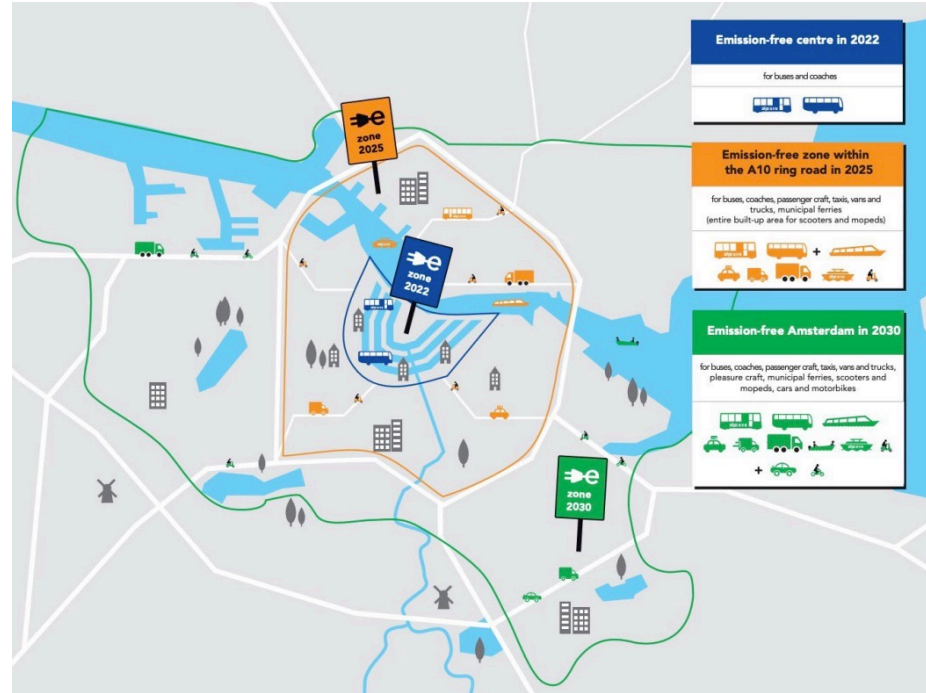 Emission-free centre in 2022
for buses and coaches
Emission-free zone within
the A10 ring road in 2025
for buses, coaches, passenger craft, taxis, vans and
trucks, municipal ferries
(entire built-up area for scooters and mopeds)
+
Emission-free Amsterdam in 2030
for buses, coaches, passenger craft, taxis, vans and trucks,
pleasure craft, municipal ferries, scooters and
mopeds, cars and motorbikes
+
e
zone
2025
e
zone
2022
e
zone
2030